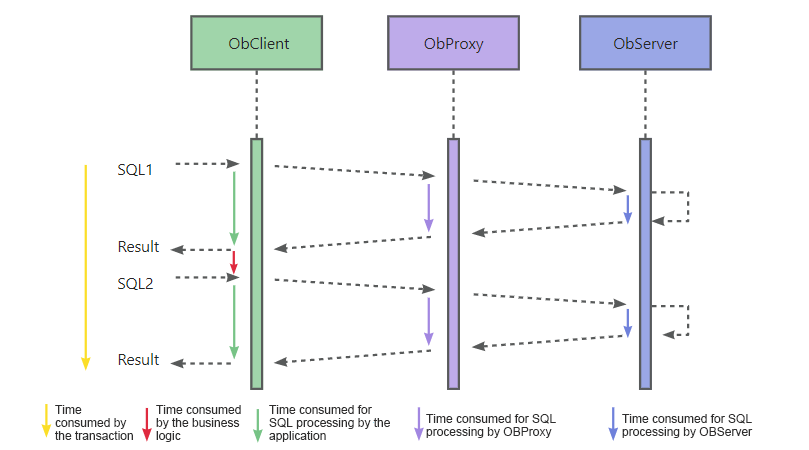 ObClient
ObProxy
ObServer
SQL1
Result
SQL2
Result
Time
consumed by
the transaction
Time consumed
by the business
logic
Time consumed for
SQL processing by the
application
Time consumed for SQL
processing by OBProxy
Time consumed for SQL
processing by OBServer